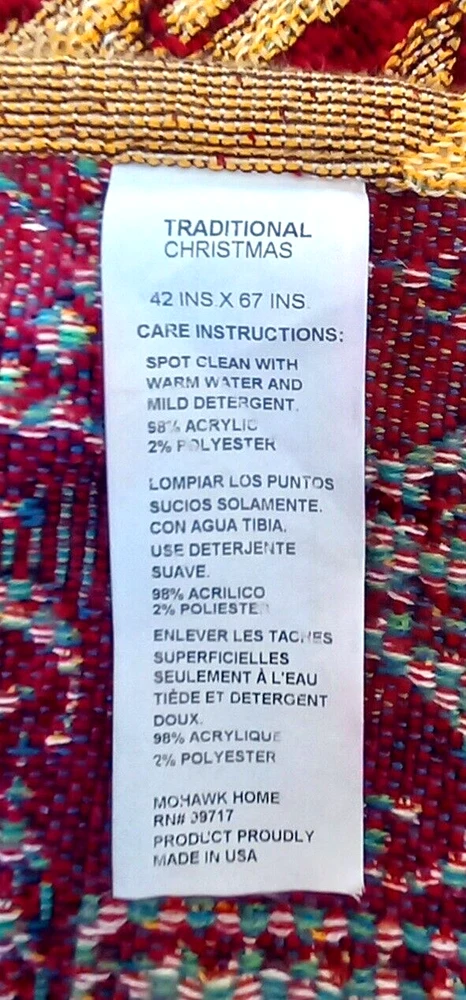 TRADITIONAL
CHRISTMAS
42 INS. X 67 INS.
CARE INSTRUCTIONS:
SPOT CLEAN WITH
WARM WATER AND
MILD DETERGENT.
98% ACRYLIC
2% POLYESTER
LOMPIAR LOS PUNTOS
SUCIOS SOLAMENTE.
CON AGUA TIBIA.
USE DETERJENTE
SUAVE.
98% ACRILICO
2% POLIESTE
ENLEVER LES TACHES
SUPERFICIELLES
SEULEMENT À L'EAU
TIÈDE ET DETERGENT
DOUX.
98% ACRYLIQUE
2% POLYESTER
MOHAWK HOME
RN# 39717
PRODUCT PROUDLY
MADE IN USA